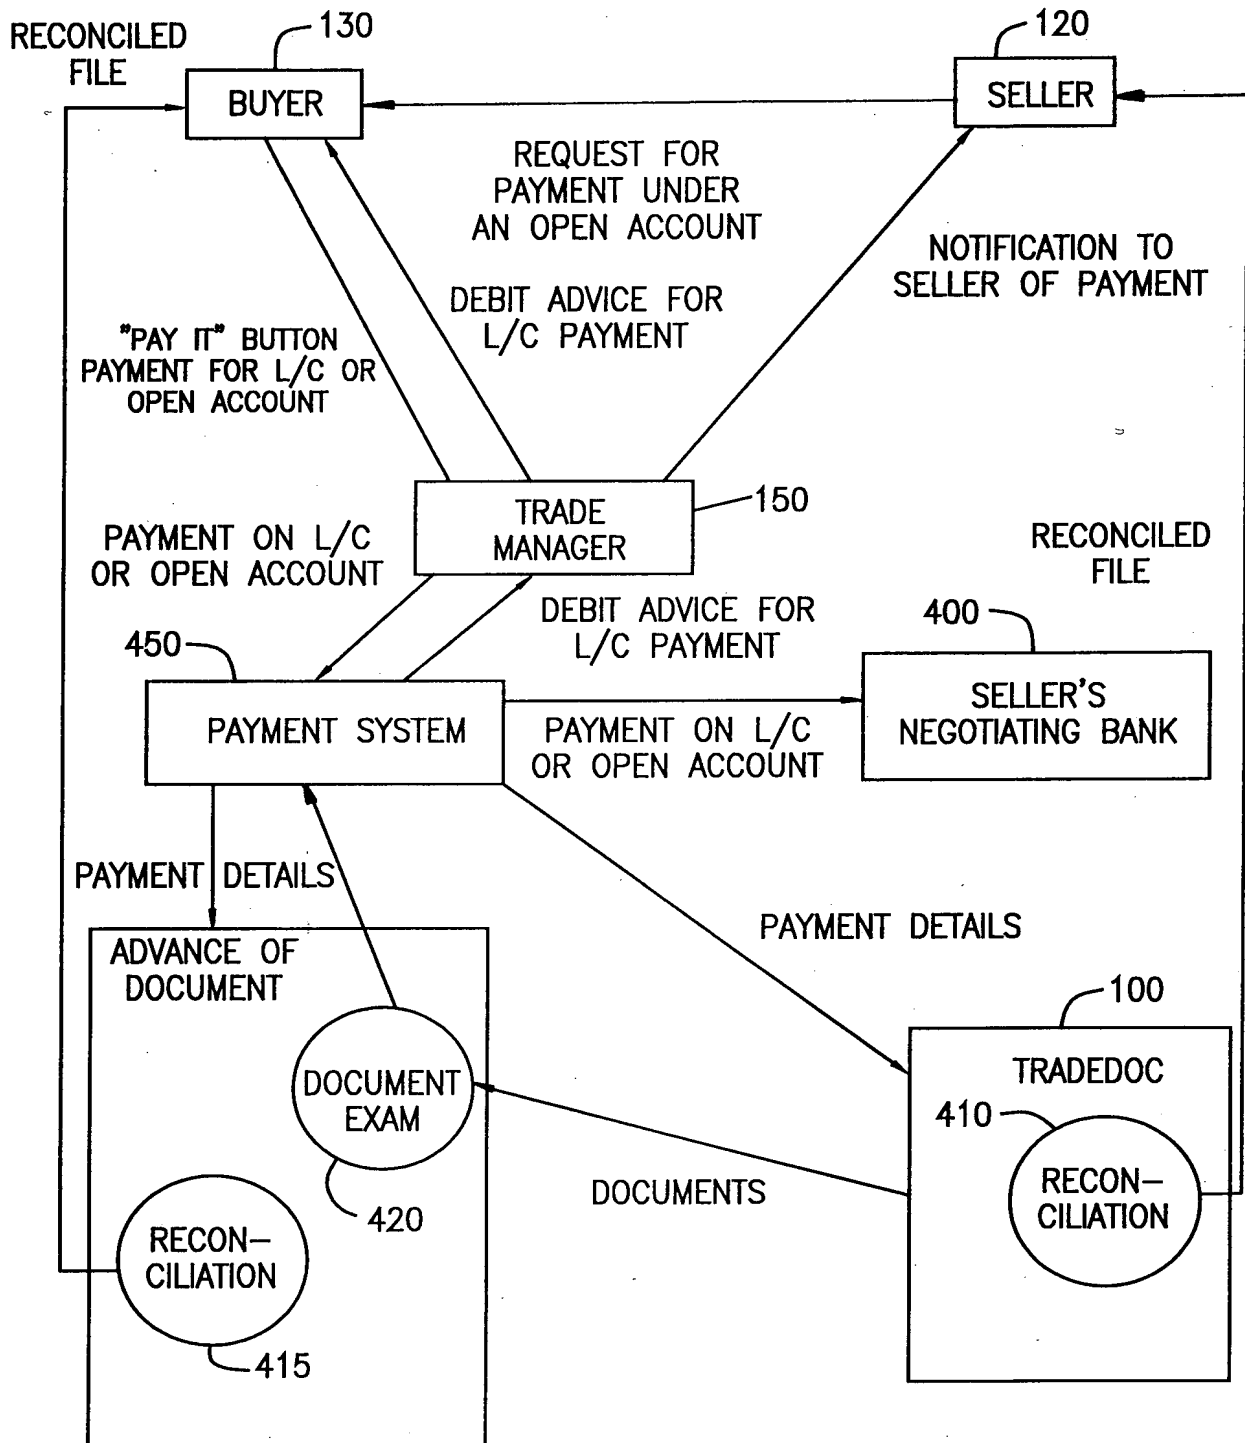 RECONCILED
FILE
130
120
BUYER
SELLER
REQUEST FOR
PAYMENT UNDER
AN OPEN ACCOUNT
NOTIFICATION TO
SELLER OF PAYMENT
DEBIT ADVICE FOR
L/C PAYMENT
"PAY IT" BUTTON
PAYMENT FOR L/C OR
OPEN ACCOUNT
TRADE
MANAGER
150
PAYMENT ON L/C
OR OPEN ACCOUNT
RECONCILED
FILE
DEBIT ADVICE FOR
L/C PAYMENT
400
450
PAYMENT SYSTEM
SELLER'S
NEGOTIATING BANK
PAYMENT ON L/C
OR OPEN ACCOUNT
PAYMENT DETAILS
PAYMENT DETAILS
ADVANCE OF
DOCUMENT
100
TRADEDOC
DOCUMENT
EXAM
410
RECON-
CILIATION
DOCUMENTS
420
RECON-
CILIATION
415